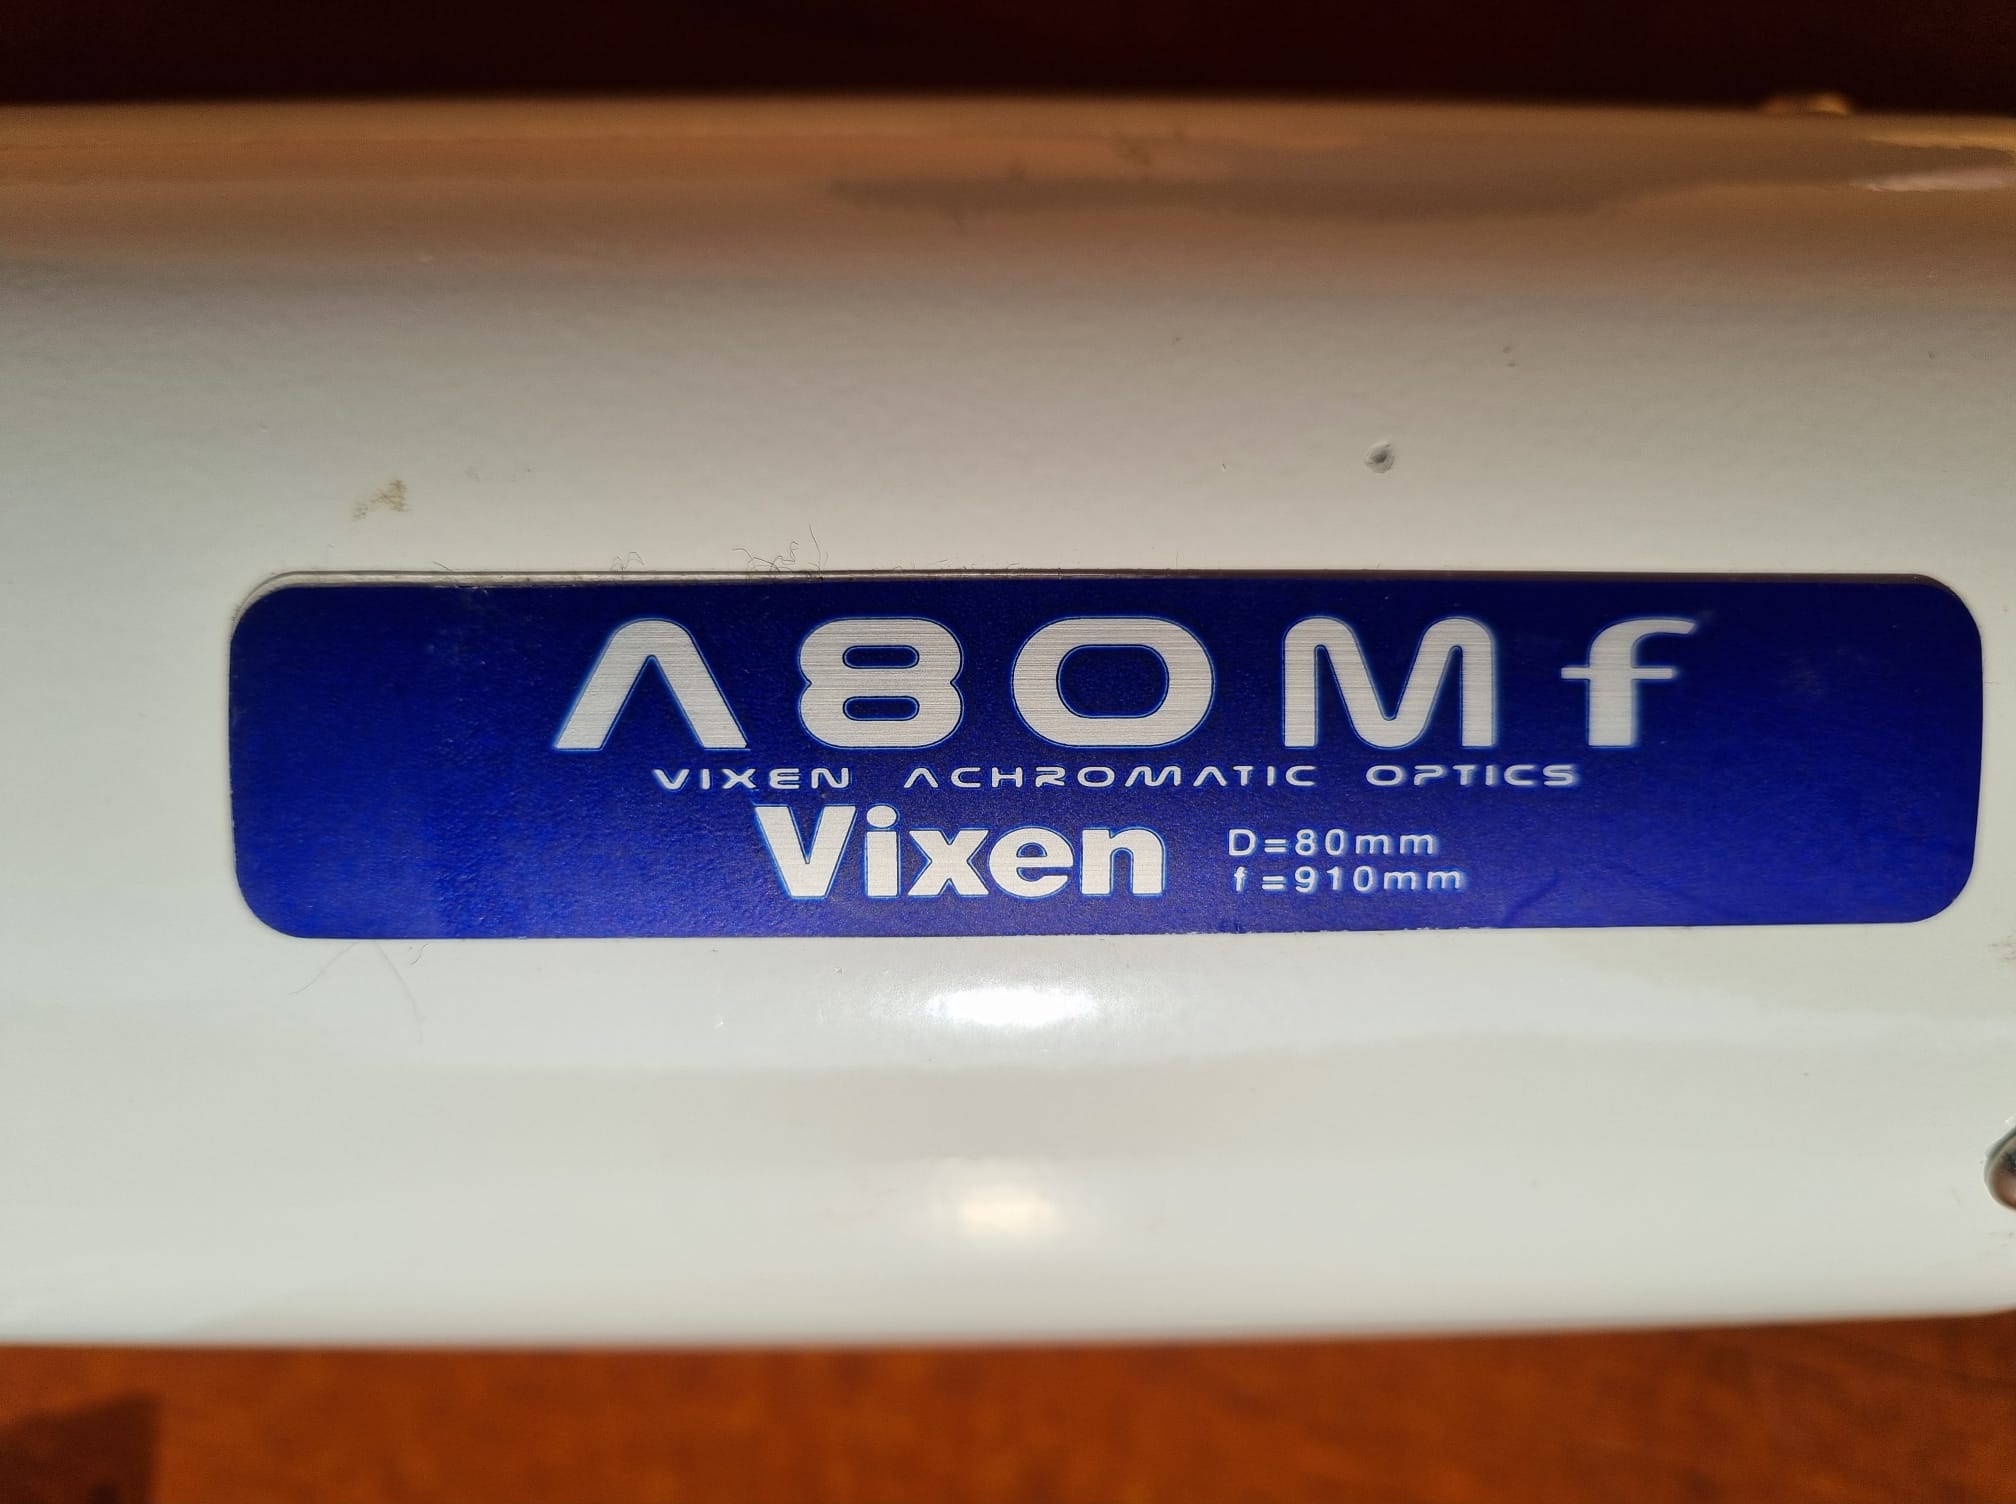 A80Mf
VIXEN ACHROMATIC OPTICS
Vixen
D=80mm
f=910mm